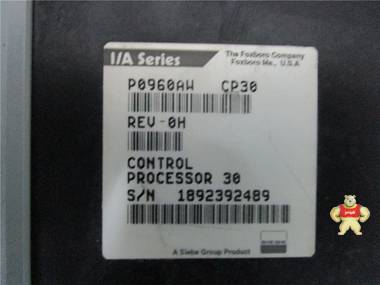 I/A Series
The Foxboro Company
Foxboro Ma., U.S.A
P0960AW CP30
REV-0H
CONTROL
PROCESSOR 30
S/N 1892392489
A Siebe Group Product